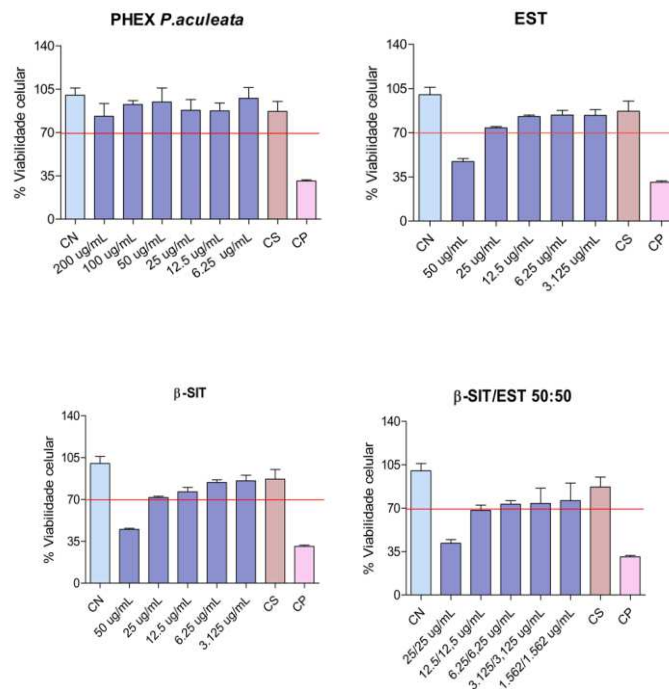 PHEX P.aculeata
% Viabilidade celular
140
105
70
35
0
CN
200 ug/mL
100 ug/mL
50 ug/mL
25 ug/mL
12.5 ug/mL
6.25 ug/mL
CS
CP
EST
% Viabilidade celular
140
105
70
35
0
CN
50 ug/mL
25 ug/mL
12.5 ug/mL
6.25 ug/mL
3.125 ug/mL
CS
CP
β-SIT
% Viabilidade celular
140
105
70
35
0
CN
50 ug/mL
25 ug/mL
12.5 ug/mL
6.25 ug/mL
3.125 ug/mL
CS
CP
β-SIT/EST 50:50
% Viabilidade celular
140
105
70
35
0
CN
25/25 ug/mL
12.5/12,5 ug/mL
6.25/6,25 ug/mL
3.125/3,125 ug/mL
1.562/1.562 ug/mL
CS
CP